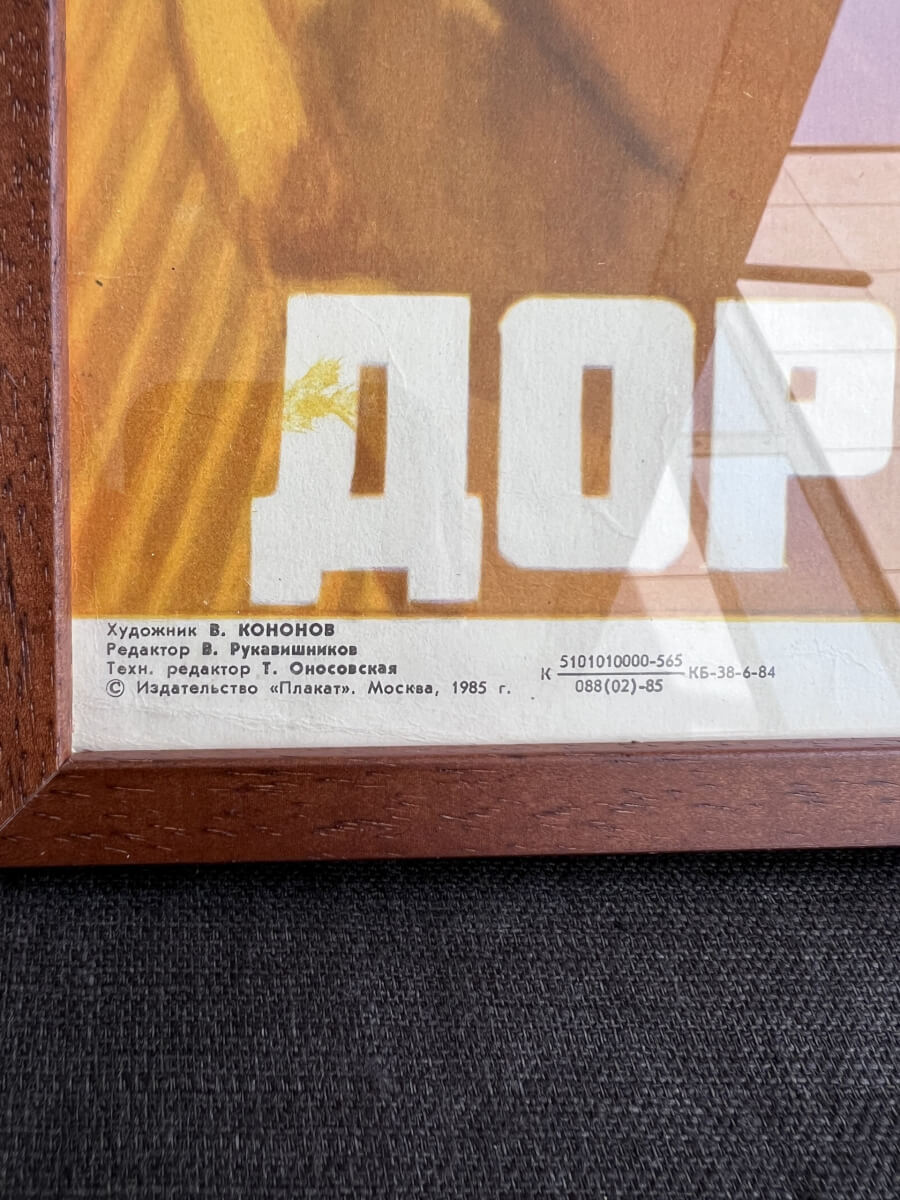 ДОР
Художник В. КОНОНОВ
Редактор В. Рукавишников
Техн. редактор Т. Оносовская
© Издательство «Плакат». Москва, 1985 г.
К 5101010000-565 КБ-38-6-84
088(02)-85